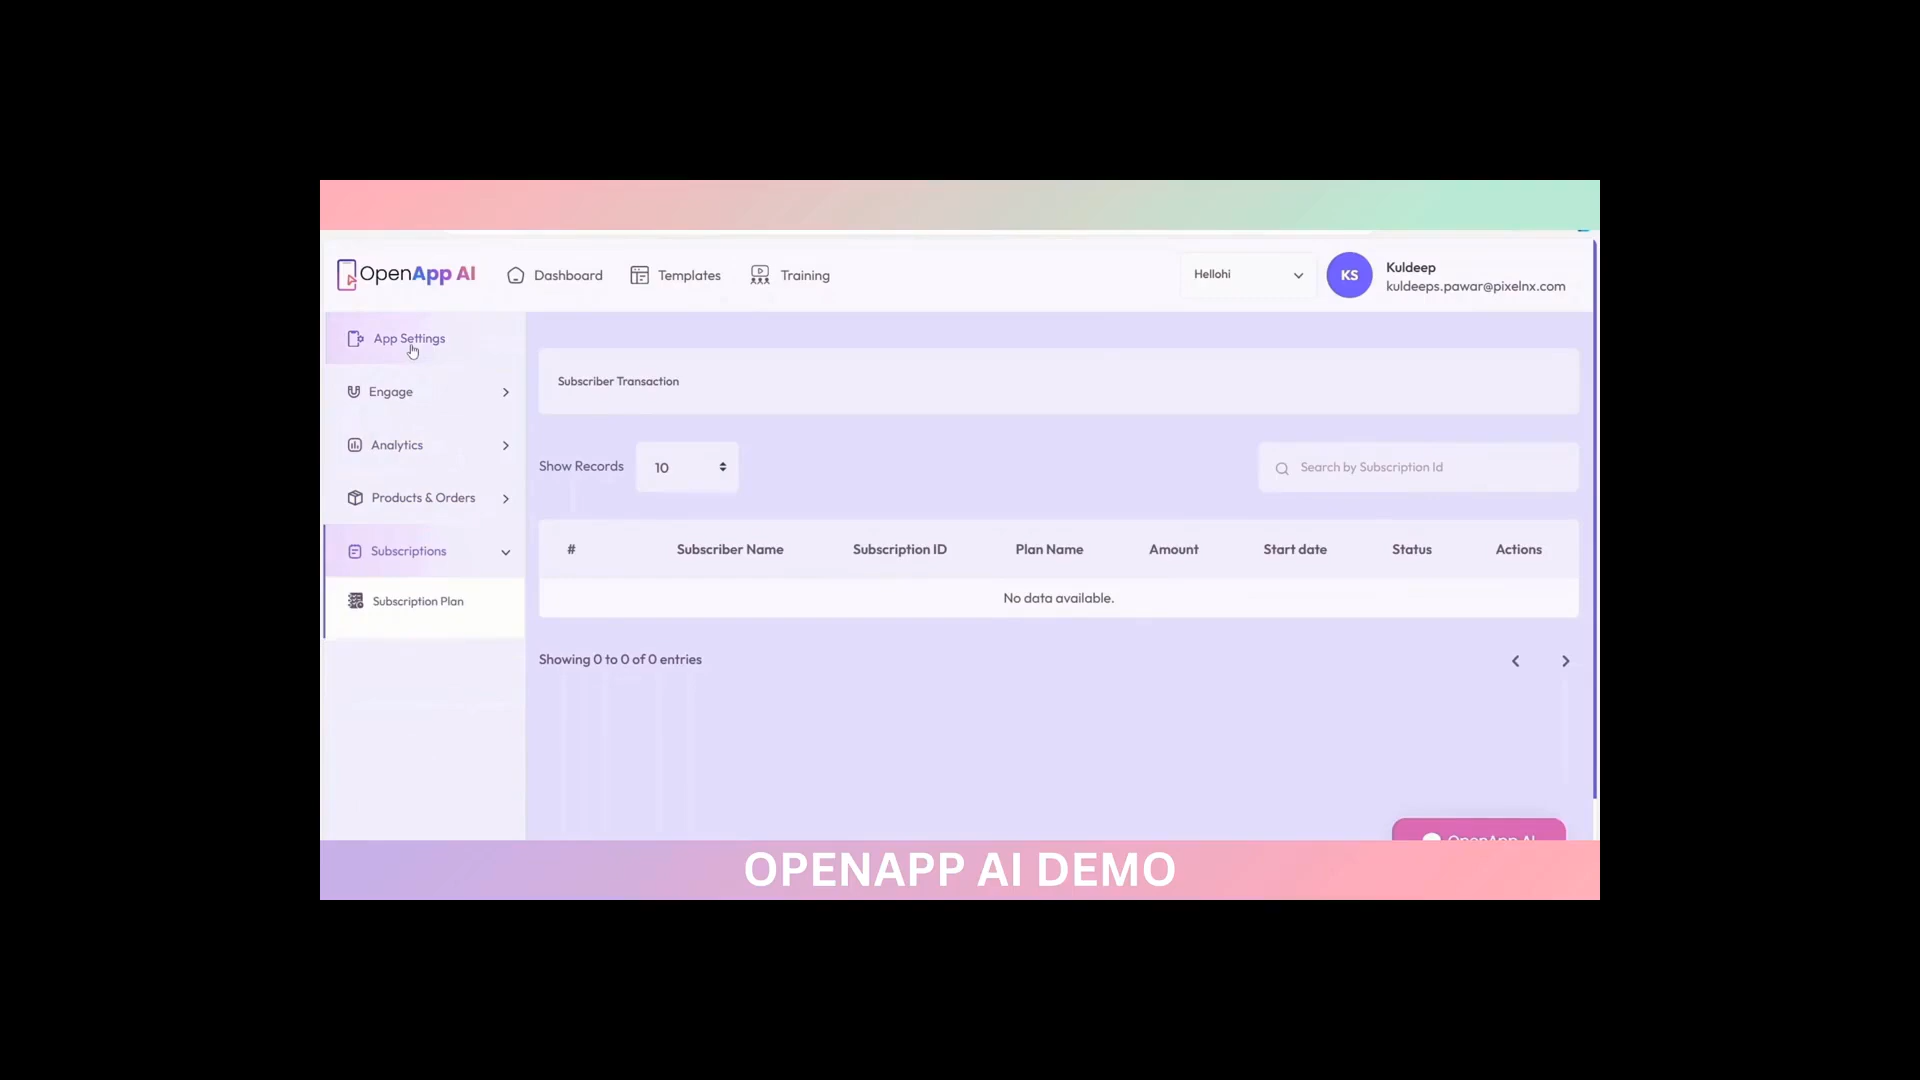 OpenApp AI
Dashboard
Templates
Training
Hellohi
KS
Kuldeep
kuldeeps.pawar@pixelnx.com
App Settings
Engage
Analytics
Products & Orders
Subscriptions
Subscription Plan
Subscriber Transaction
Show Records
10
Search by Subscription Id
# Subscriber Name Subscription ID Plan Name Amount Start date Status Actions
No data available.
Showing 0 to 0 of 0 entries
OpenApp AI
OPENAPP AI DEMO